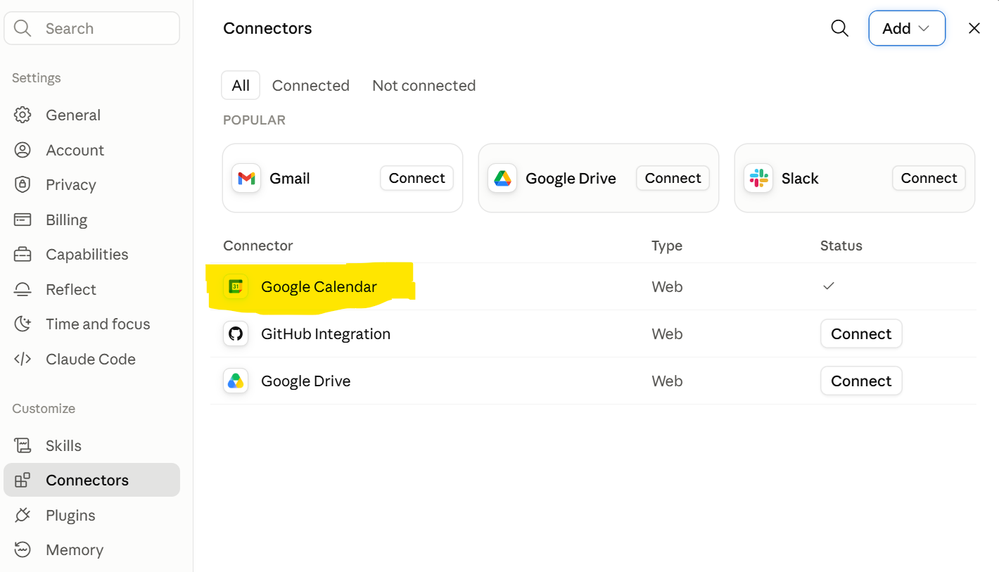 Search
Settings
General
Account
Privacy
Billing
Capabilities
Reflect
Time and focus
Claude Code
Customize
Skills
Connectors
Plugins
Memory
Connectors
Add
All Connected Not connected
POPULAR
Gmail Connect Google Drive Connect Slack Connect
Connector Type Status
31 Google Calendar Web
GitHub Integration Web Connect
Google Drive Web Connect